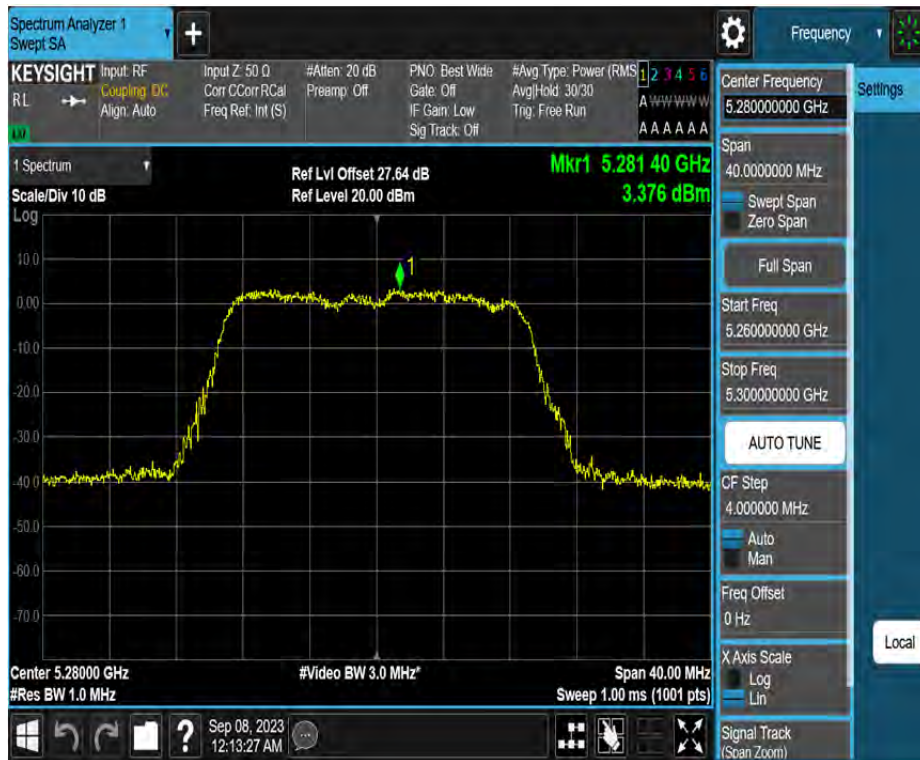 Spectrum Analyzer 1
Swept SA
+
Frequency
KEYSIGHT
RL
Input: RF
Coupling: DC
Align: Auto
Input Z: 50 Ω
Corr CCorr RCal
Freq Ref: Int (S)
#Atten: 20 dB
Preamp: Off
PNO: Best Wide
Gate: Off
IF Gain: Low
Sig Track: Off
#Avg Type: Power (RMS
Avg|Hold: 30/30
Trig: Free Run
1 2 3 4 5 6
A W W W W W
A A A A A A
1 Spectrum
Scale/Div 10 dB
Log
Ref Lvl Offset 27.64 dB
Ref Level 20.00 dBm
Mkr1 5.281 40 GHz
3.376 dBm
1
10.0
0.00
-10.0
-20.0
-30.0
-40.0
-50.0
-60.0
-70.0
Center 5.28000 GHz
#Res BW 1.0 MHz
#Video BW 3.0 MHz*
Span 40.00 MHz
Sweep 1.00 ms (1001 pts)
?
Sep 08, 2023
12:13:27 AM
Center Frequency
5.280000000 GHz
Span
40.0000000 MHz
Swept Span
Zero Span
Full Span
Start Freq
5.260000000 GHz
Stop Freq
5.300000000 GHz
AUTO TUNE
CF Step
4.000000 MHz
Auto
Man
Freq Offset
0 Hz
X Axis Scale
Log
Lin
Signal Track
(Span Zoom)
Settings
Local